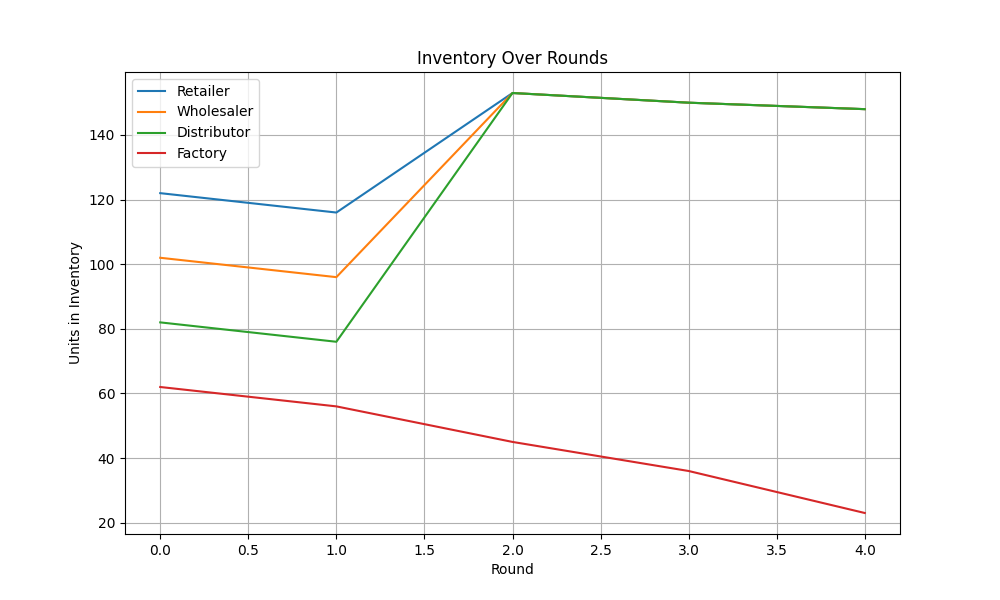 Inventory Over Rounds
Retailer
Wholesaler
Distributor
Factory
Units in Inventory
140
120
100
80
60
40
20
0.0 0.5 1.0 1.5 2.0 2.5 3.0 3.5 4.0
Round